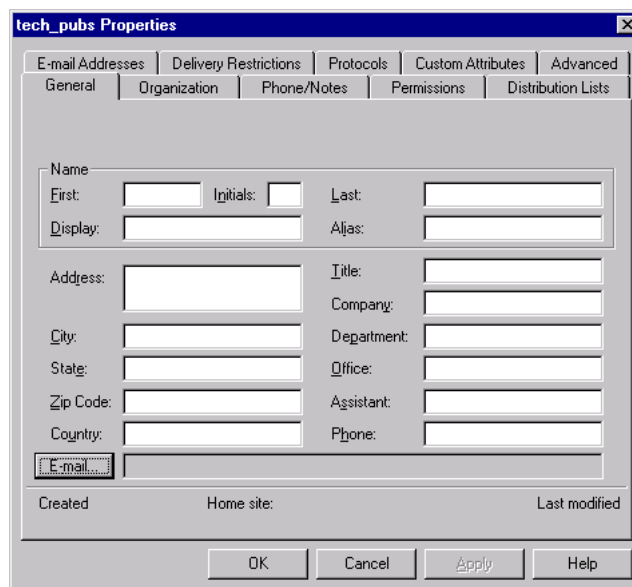 tech_pubs Properties
E-mail Addresses Delivery Restrictions Protocols Custom Attributes Advanced
General Organization Phone/Notes Permissions Distribution Lists
Name
First: Initials: Last:
Display: Alias:
Address: Title:
Company:
City: Department:
State: Office:
Zip Code: Assistant:
Country: Phone:
E-mail...
Created Home site: Last modified
OK Cancel Apply Help